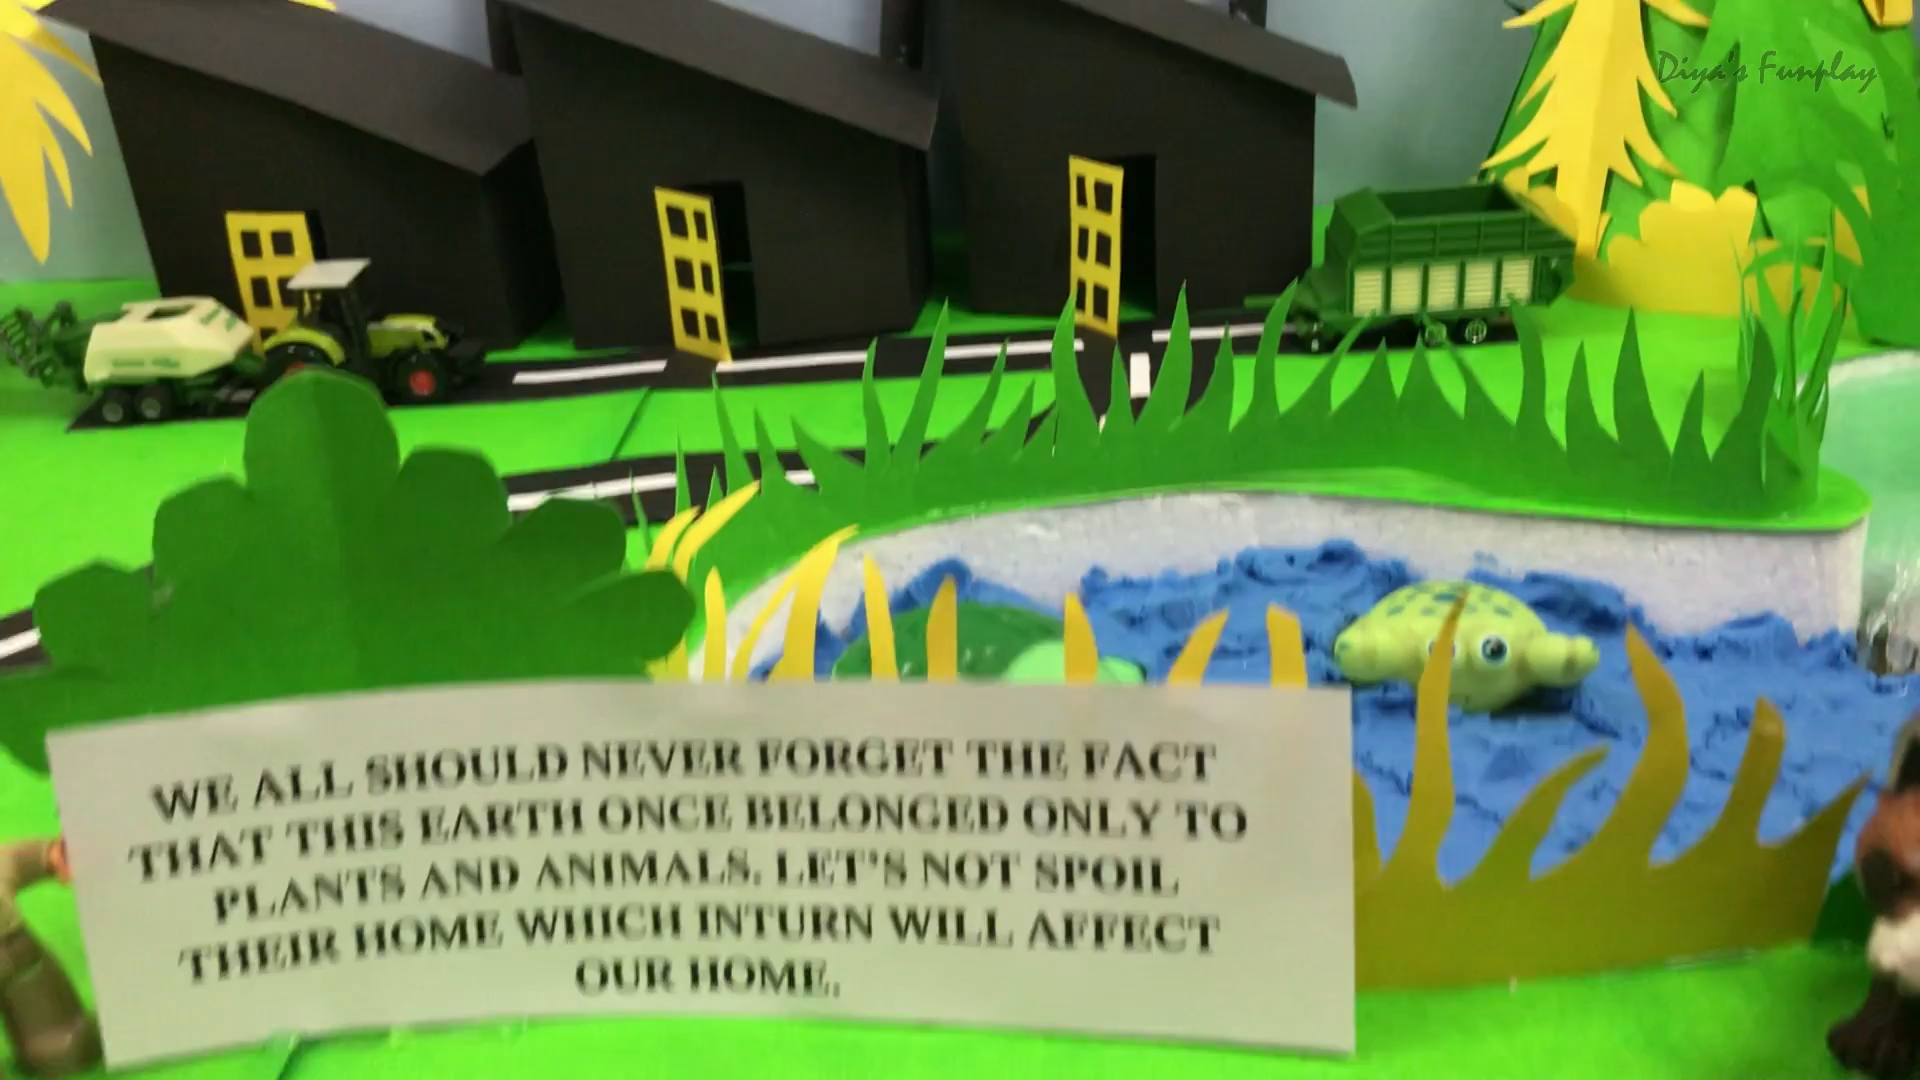 Diya's Funplay
WE ALL SHOULD NEVER FORGET THE FACT
THAT THIS EARTH ONCE BELONGED ONLY TO
PLANTS AND ANIMALS. LET'S NOT SPOIL
THEIR HOME WHICH INTURN WILL AFFECT
OUR HOME.